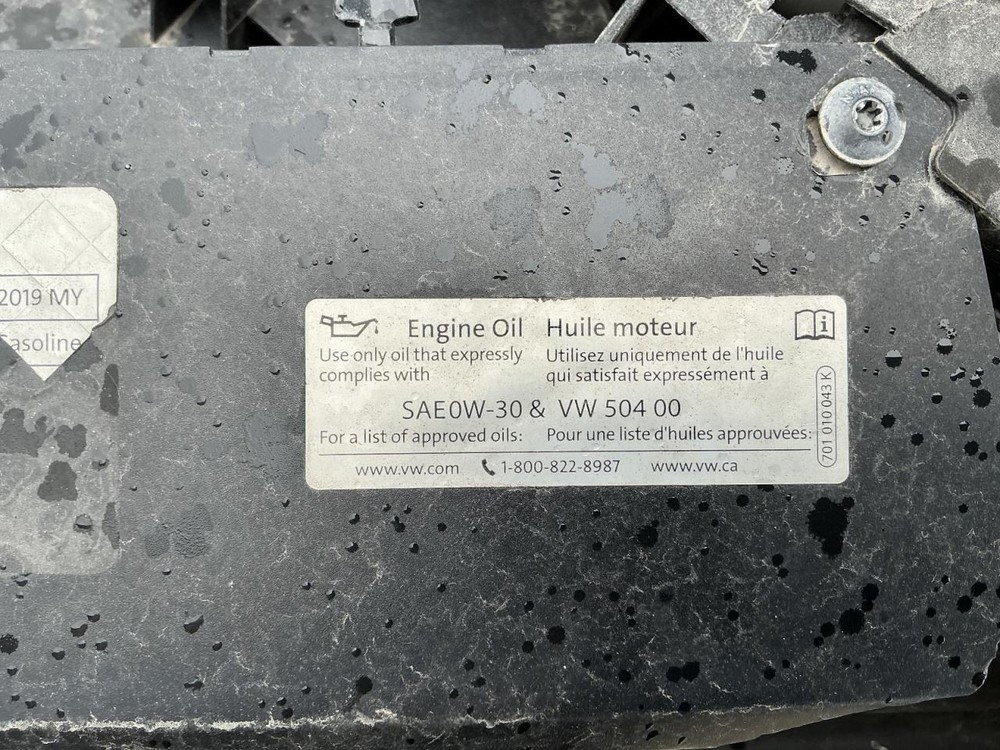 2019 MY
Gasoline
Engine Oil Huile moteur
Use only oil that expressly complies with
Utilisez uniquement de l'huile qui satisfait expressément à
SAE0W-30 & VW 504 00
For a list of approved oils: Pour une liste d'huiles approuvées:
www.vw.com 1-800-822-8987 www.vw.ca
701 010 043 K